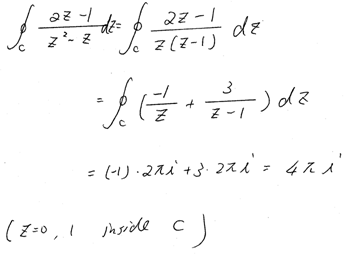 ∮_C (2z-1)/(z²-z) dz = ∮_C (2z-1)/(z(z-1)) dz
= ∮_C (-1/z + 3/(z-1)) dz
= (-1)·2πi + 3·2πi = 4πi
(z=0, 1 inside C)